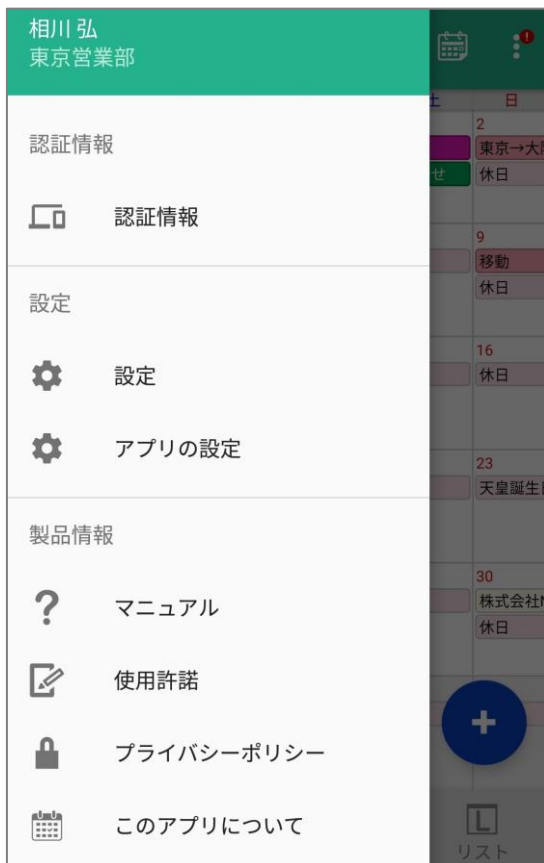 相川 弘
東京営業部
認証情報
認証情報
設定
設定
アプリの設定
製品情報
マニュアル
使用許諾
プライバシーポリシー
このアプリについて
土 日
2
東京→大
せ 休日
9
移動
休日
16
休日
23
天皇誕生
30
株式会社
休日
リスト